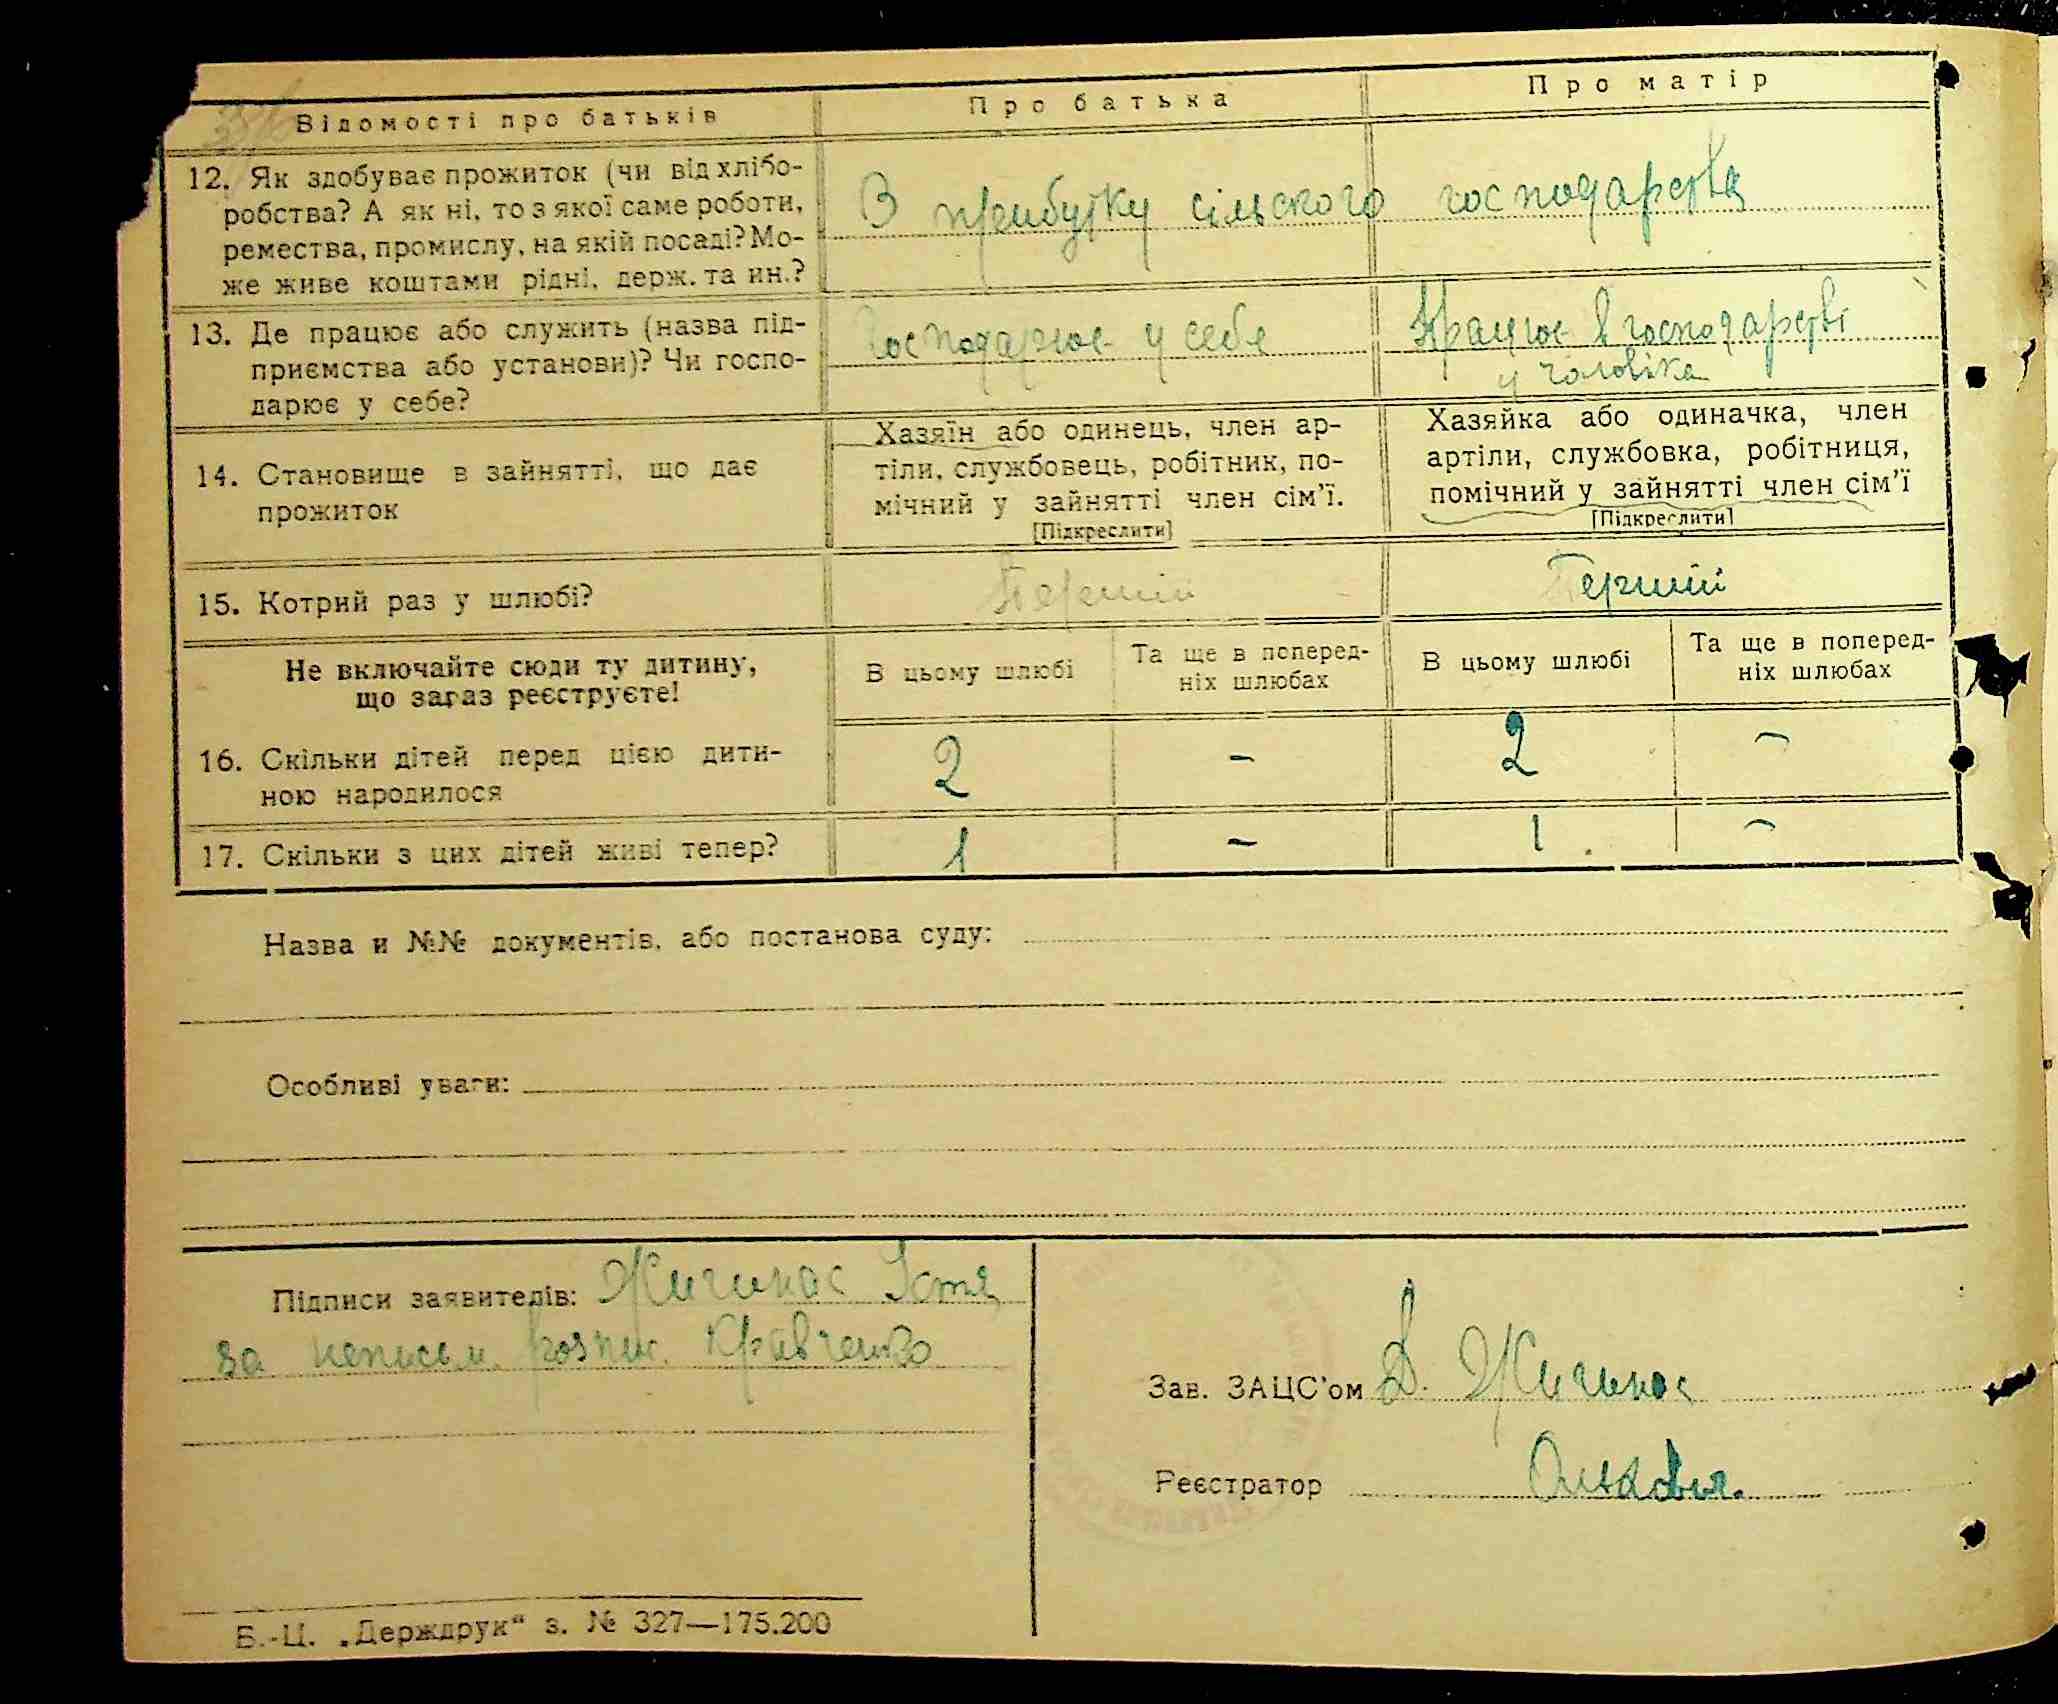 Відомості про батьків
Про батька
Про матір
12. Як здобуває прожиток (чи від хлібо-
робства? А як ні, то з якої саме роботи,
ремества, промислу, на якій посаді? Мо-
же живе коштами рідні, держ. та ин.?
З прибутку сільского господарства
13. Де працює або служить (назва під-
приємства або установи)? Чи госпо-
дарює у себе?
Господарює у себе
Працює в господарстві
у чоловіка
14. Становище в зайнятті, що дає
прожиток
Хазяїн або одинець, член ар-
тіли, службовець, робітник, по-
мічний у зайнятті член сім'ї.
[Підкреслити]
Хазяйка або одиначка, член
артіли, службовка, робітниця,
помічний у зайнятті член сім'ї
[Підкреслити]
15. Котрий раз у шлюбі?
Перший
Перший
Не включайте сюди ту дитину,
що зараз реєструєте!
В цьому шлюбі
Та ще в поперед-
ніх шлюбах
В цьому шлюбі
Та ще в поперед-
ніх шлюбах
16. Скільки дітей перед цією дити-
ною народилося
2 - 2 -
17. Скільки з цих дітей живі тепер?
1 - 1 -
Назва и №№ документів, або постанова суду:
Особливі уваги:
Підписи заявителів: Жигинас Устя
за неписьм. розпис. Кравченко
Зав. ЗАЦС'ом Д. Жигинас
Реєстратор
Б.-Ц. „Держдрук“ з. № 327—175.200